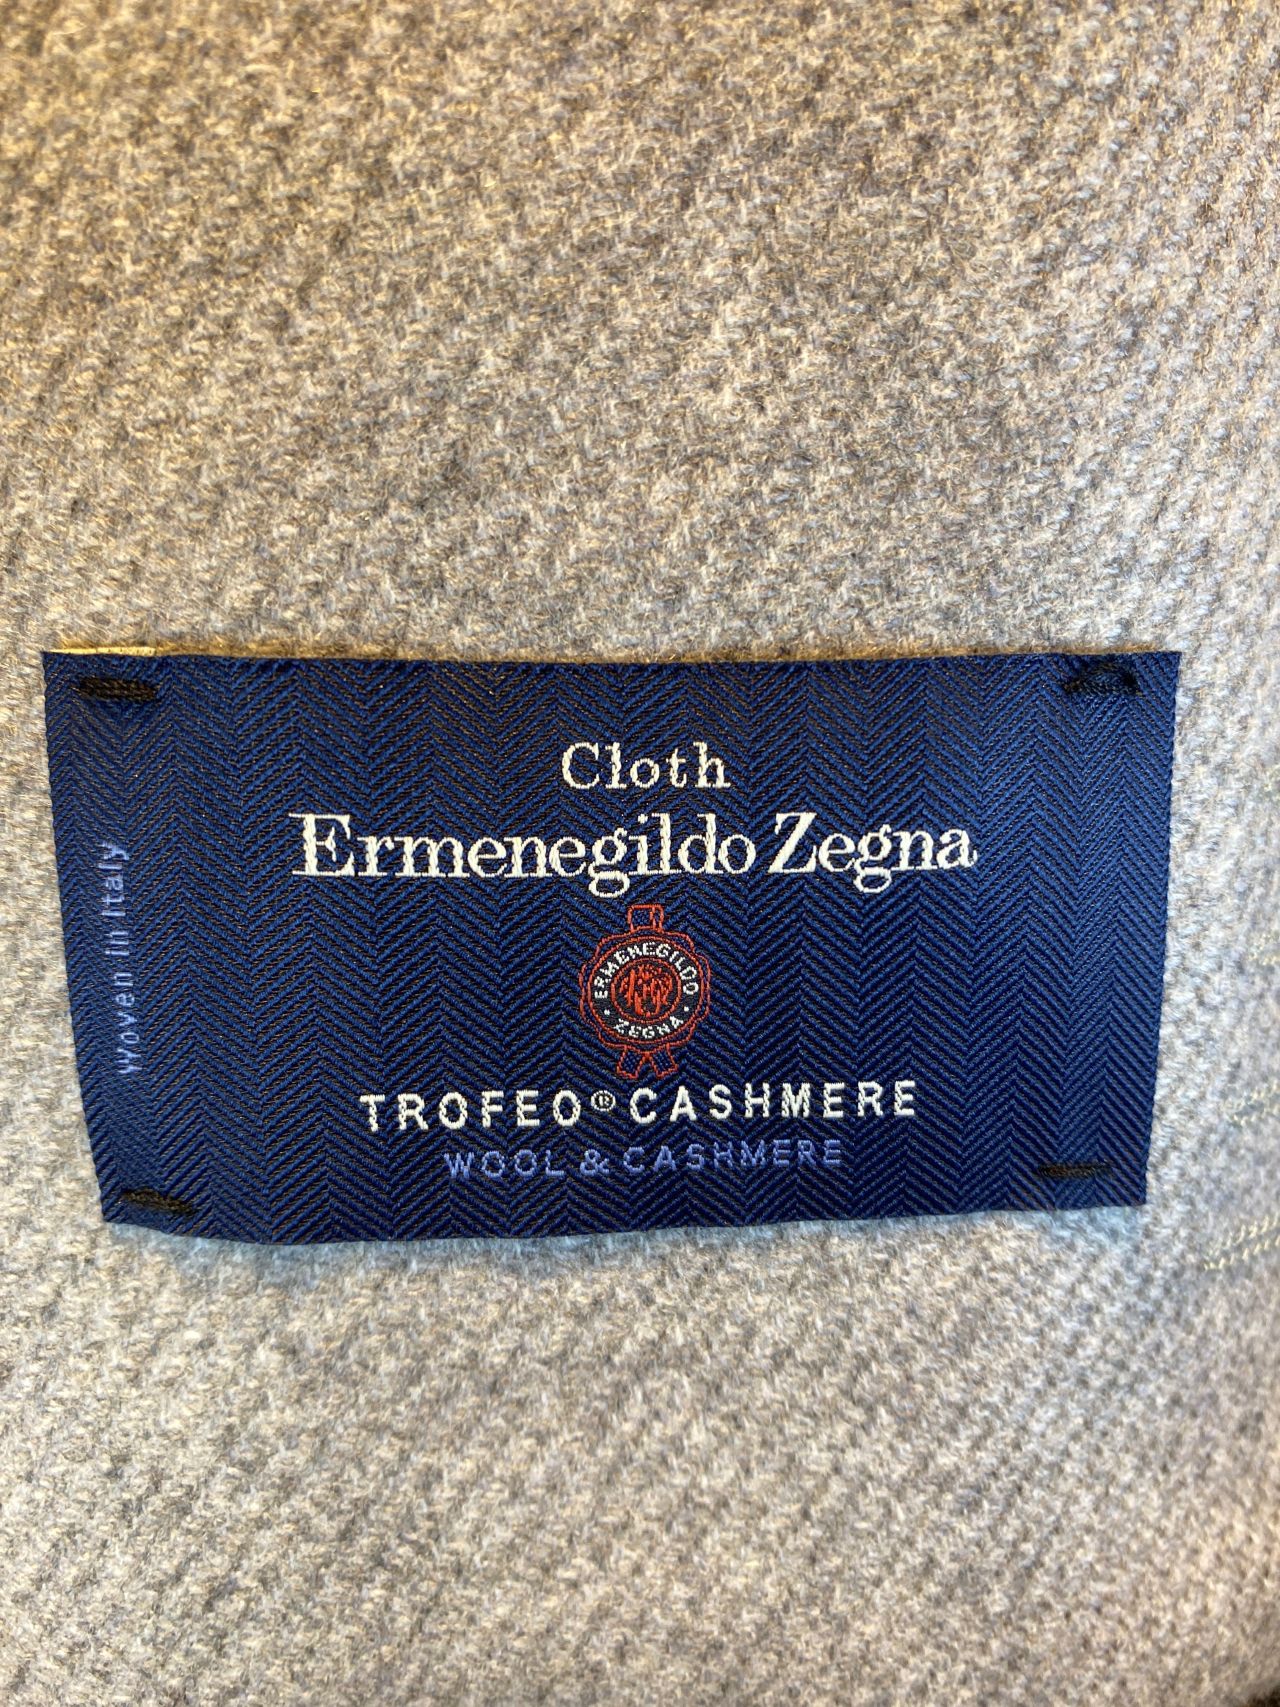 Cloth
Ermenegildo Zegna
ERMENEGILDO
· ZEGNA ·
TROFEO® CASHMERE
WOOL & CASHMERE
Woven in Italy